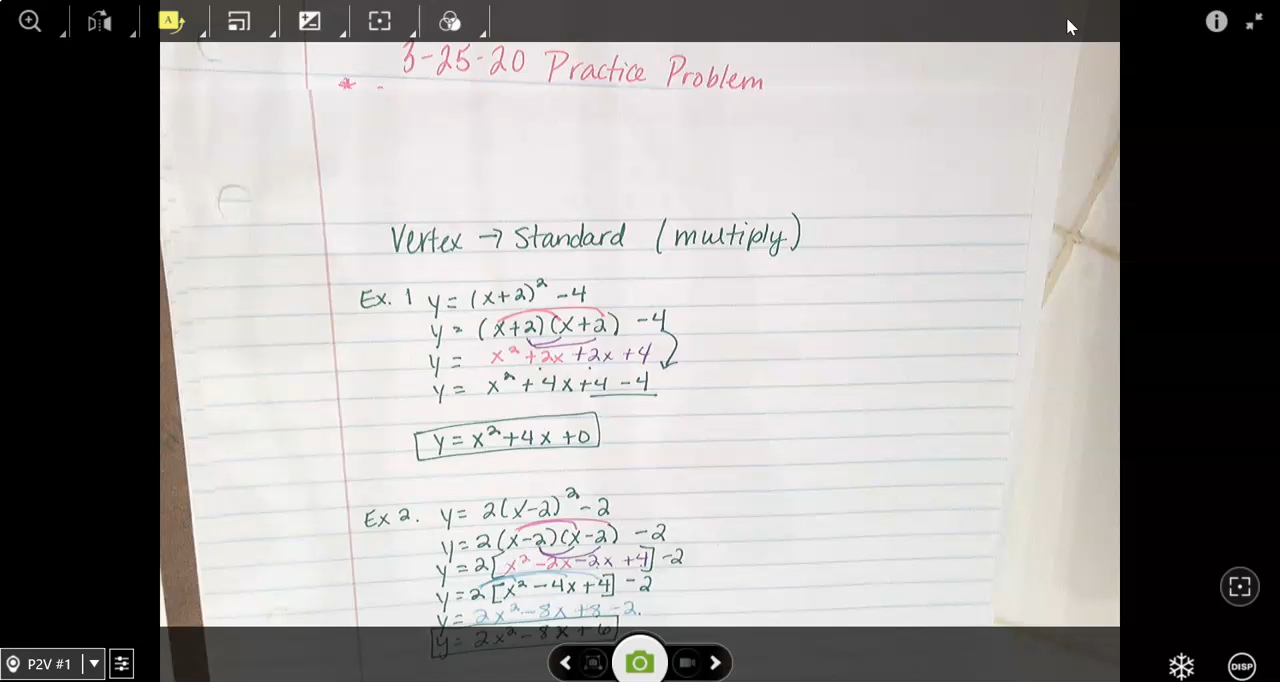 3-25-20 Practice Problem
*
Vertex → Standard (multiply)
Ex. 1 y = (x+2)² -4
y = (x+2)(x+2) -4
y = x² +2x +2x +4
y = x² + 4x +4 -4
y = x² +4x +0
Ex 2. y = 2(x-2)² -2
y = 2(x-2)(x-2) -2
y = 2[x² -2x -2x +4] -2
y = 2[x² -4x +4] -2
y = 2x² -8x +8 -2
y = 2x² -8x + 6
P2V #1
DISP